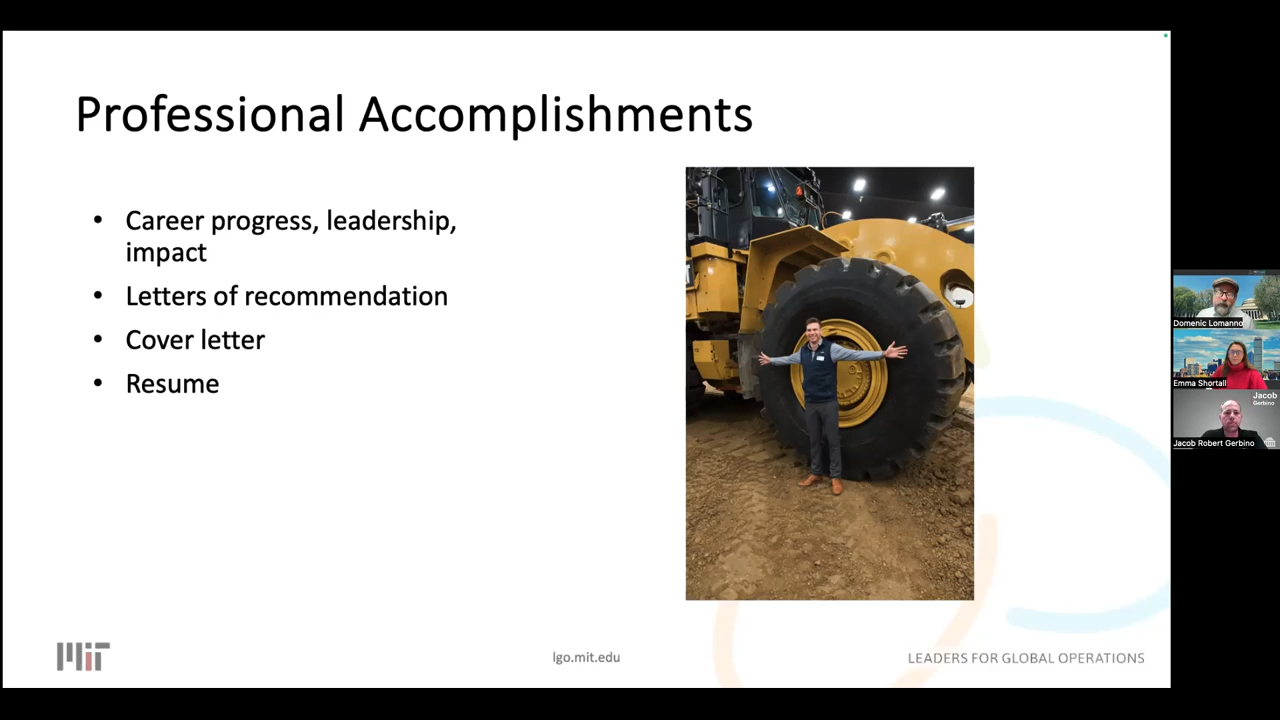 Professional Accomplishments
• Career progress, leadership,
impact
• Letters of recommendation
• Cover letter
• Resume
MIT
lgo.mit.edu
LEADERS FOR GLOBAL OPERATIONS
Domenic Lomanno
Emma Shortall
Jacob
Gerbino
Jacob Robert Gerbino